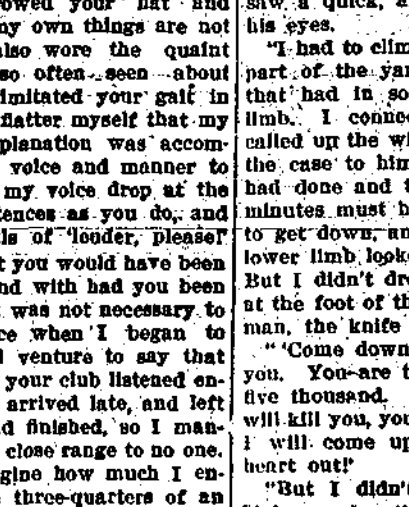 owed your hat and
my own things are not
also wore the quaint
so often seen about
imitated your gait in
flatter myself that my
planation was accom-
voice and manner to
my voice drop at the
tences as you do, and
ls of 'louder, please!'
t you would have been
nd with had you been
was not necessary to
ce when I began to
l venture to say that
your club listened en-
arrived late, and left
d finished, so I man-
close range to no one.
gine how much I en-
three-quarters of an
saw a quick, a
his eyes.
"I had to clim
part of the yar
that had in so
limb. I connec
called up the wi
the case to him
had done and t
minutes must h
to get down, an
lower limb look
But I didn't dr
at the foot of th
man, the knife
"'Come down
you. You are t
five thousand.
will kill you, you
I will come up
heart out!'
"But I didn't